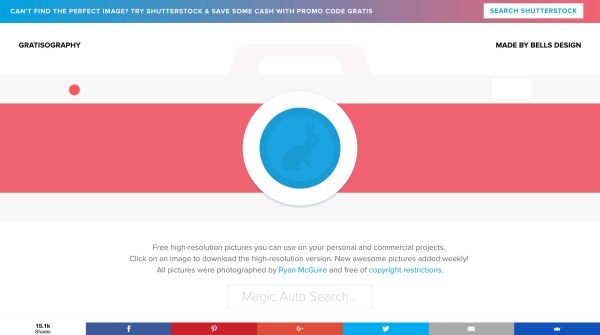 CAN'T FIND THE PERFECT IMAGE? TRY SHUTTERSTOCK & SAVE SOME CASH WITH PROMO CODE GRATIS
SEARCH SHUTTERSTOCK
GRATISOGRAPHY
MADE BY BELLS DESIGN
Free high-resolution pictures you can use on your personal and commercial projects.
Click on an image to download the high-resolution version. New awesome pictures added weekly!
All pictures were photographed by Ryan McGuire and free of copyright restrictions.
Magic Auto Search...
15.1k
Shares